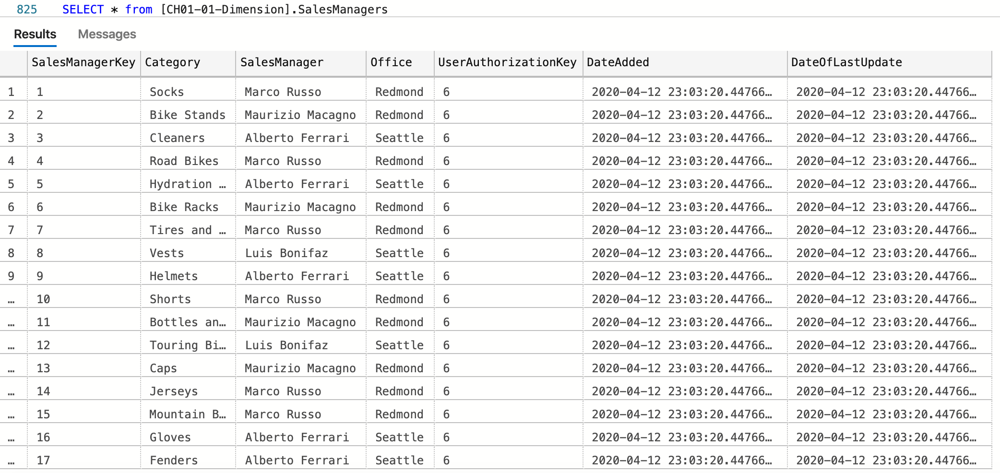 825 SELECT * from [CH01-01-Dimension].SalesManagers
Results Messages
SalesManagerKey Category SalesManager Office UserAuthorizationKey DateAdded DateOfLastUpdate
1 1 Socks Marco Russo Redmond 6 2020-04-12 23:03:20.44766… 2020-04-12 23:03:20.44766…
2 2 Bike Stands Maurizio Macagno Redmond 6 2020-04-12 23:03:20.44766… 2020-04-12 23:03:20.44766…
3 3 Cleaners Alberto Ferrari Seattle 6 2020-04-12 23:03:20.44766… 2020-04-12 23:03:20.44766…
4 4 Road Bikes Marco Russo Redmond 6 2020-04-12 23:03:20.44766… 2020-04-12 23:03:20.44766…
5 5 Hydration … Alberto Ferrari Seattle 6 2020-04-12 23:03:20.44766… 2020-04-12 23:03:20.44766…
6 6 Bike Racks Maurizio Macagno Redmond 6 2020-04-12 23:03:20.44766… 2020-04-12 23:03:20.44766…
7 7 Tires and … Marco Russo Redmond 6 2020-04-12 23:03:20.44766… 2020-04-12 23:03:20.44766…
8 8 Vests Luis Bonifaz Seattle 6 2020-04-12 23:03:20.44766… 2020-04-12 23:03:20.44766…
9 9 Helmets Alberto Ferrari Seattle 6 2020-04-12 23:03:20.44766… 2020-04-12 23:03:20.44766…
… 10 Shorts Marco Russo Redmond 6 2020-04-12 23:03:20.44766… 2020-04-12 23:03:20.44766…
… 11 Bottles an… Maurizio Macagno Redmond 6 2020-04-12 23:03:20.44766… 2020-04-12 23:03:20.44766…
… 12 Touring Bi… Luis Bonifaz Seattle 6 2020-04-12 23:03:20.44766… 2020-04-12 23:03:20.44766…
… 13 Caps Maurizio Macagno Redmond 6 2020-04-12 23:03:20.44766… 2020-04-12 23:03:20.44766…
… 14 Jerseys Marco Russo Redmond 6 2020-04-12 23:03:20.44766… 2020-04-12 23:03:20.44766…
… 15 Mountain B… Marco Russo Redmond 6 2020-04-12 23:03:20.44766… 2020-04-12 23:03:20.44766…
… 16 Gloves Alberto Ferrari Seattle 6 2020-04-12 23:03:20.44766… 2020-04-12 23:03:20.44766…
… 17 Fenders Alberto Ferrari Seattle 6 2020-04-12 23:03:20.44766… 2020-04-12 23:03:20.44766…